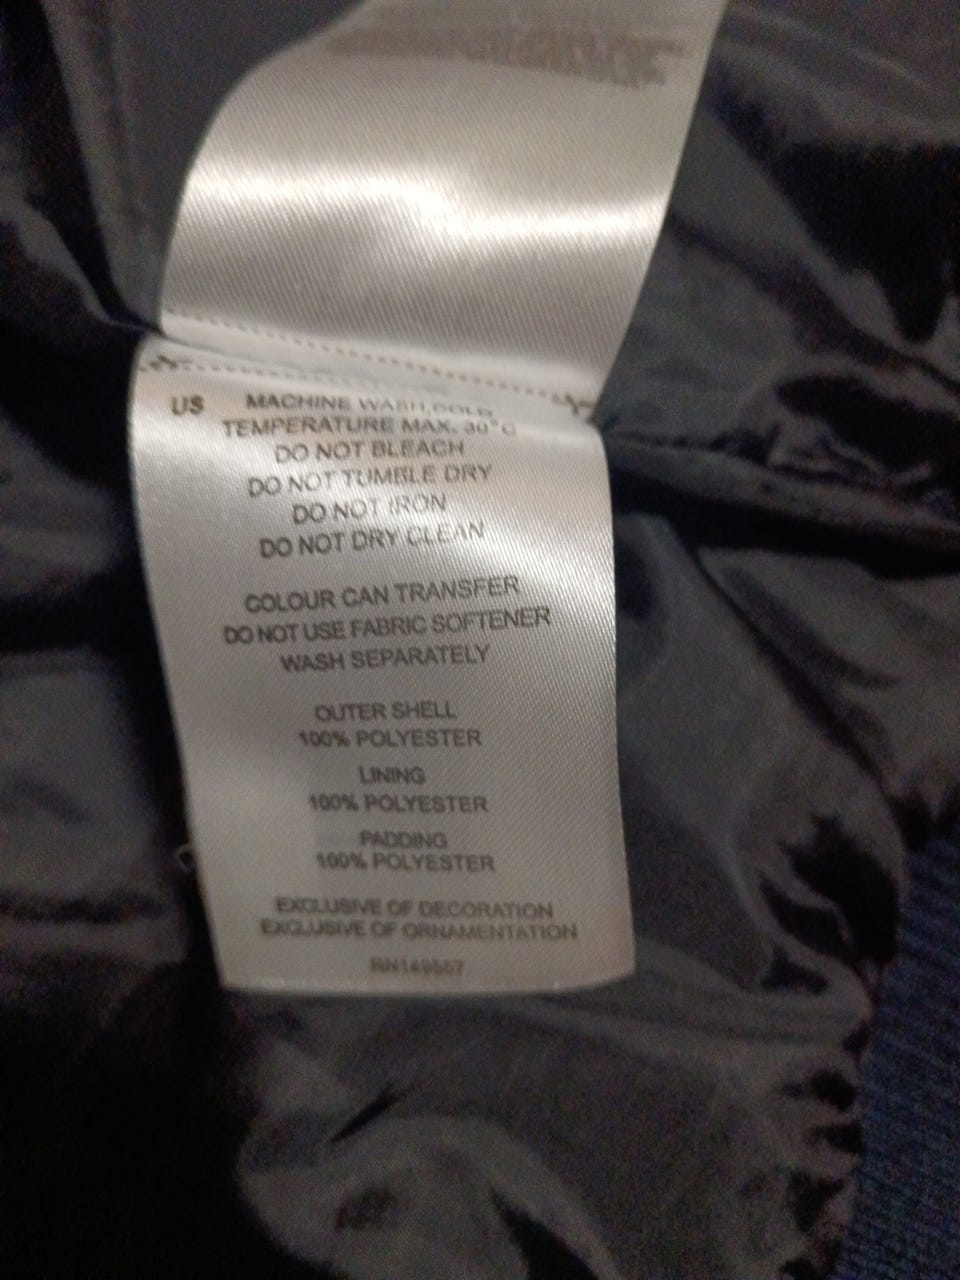 US MACHINE WASH, COLD
TEMPERATURE MAX. 30°C
DO NOT BLEACH
DO NOT TUMBLE DRY
DO NOT IRON
DO NOT DRY CLEAN
COLOUR CAN TRANSFER
DO NOT USE FABRIC SOFTENER
WASH SEPARATELY
OUTER SHELL
100% POLYESTER
LINING
100% POLYESTER
PADDING
100% POLYESTER
EXCLUSIVE OF DECORATION
EXCLUSIVE OF ORNAMENTATION